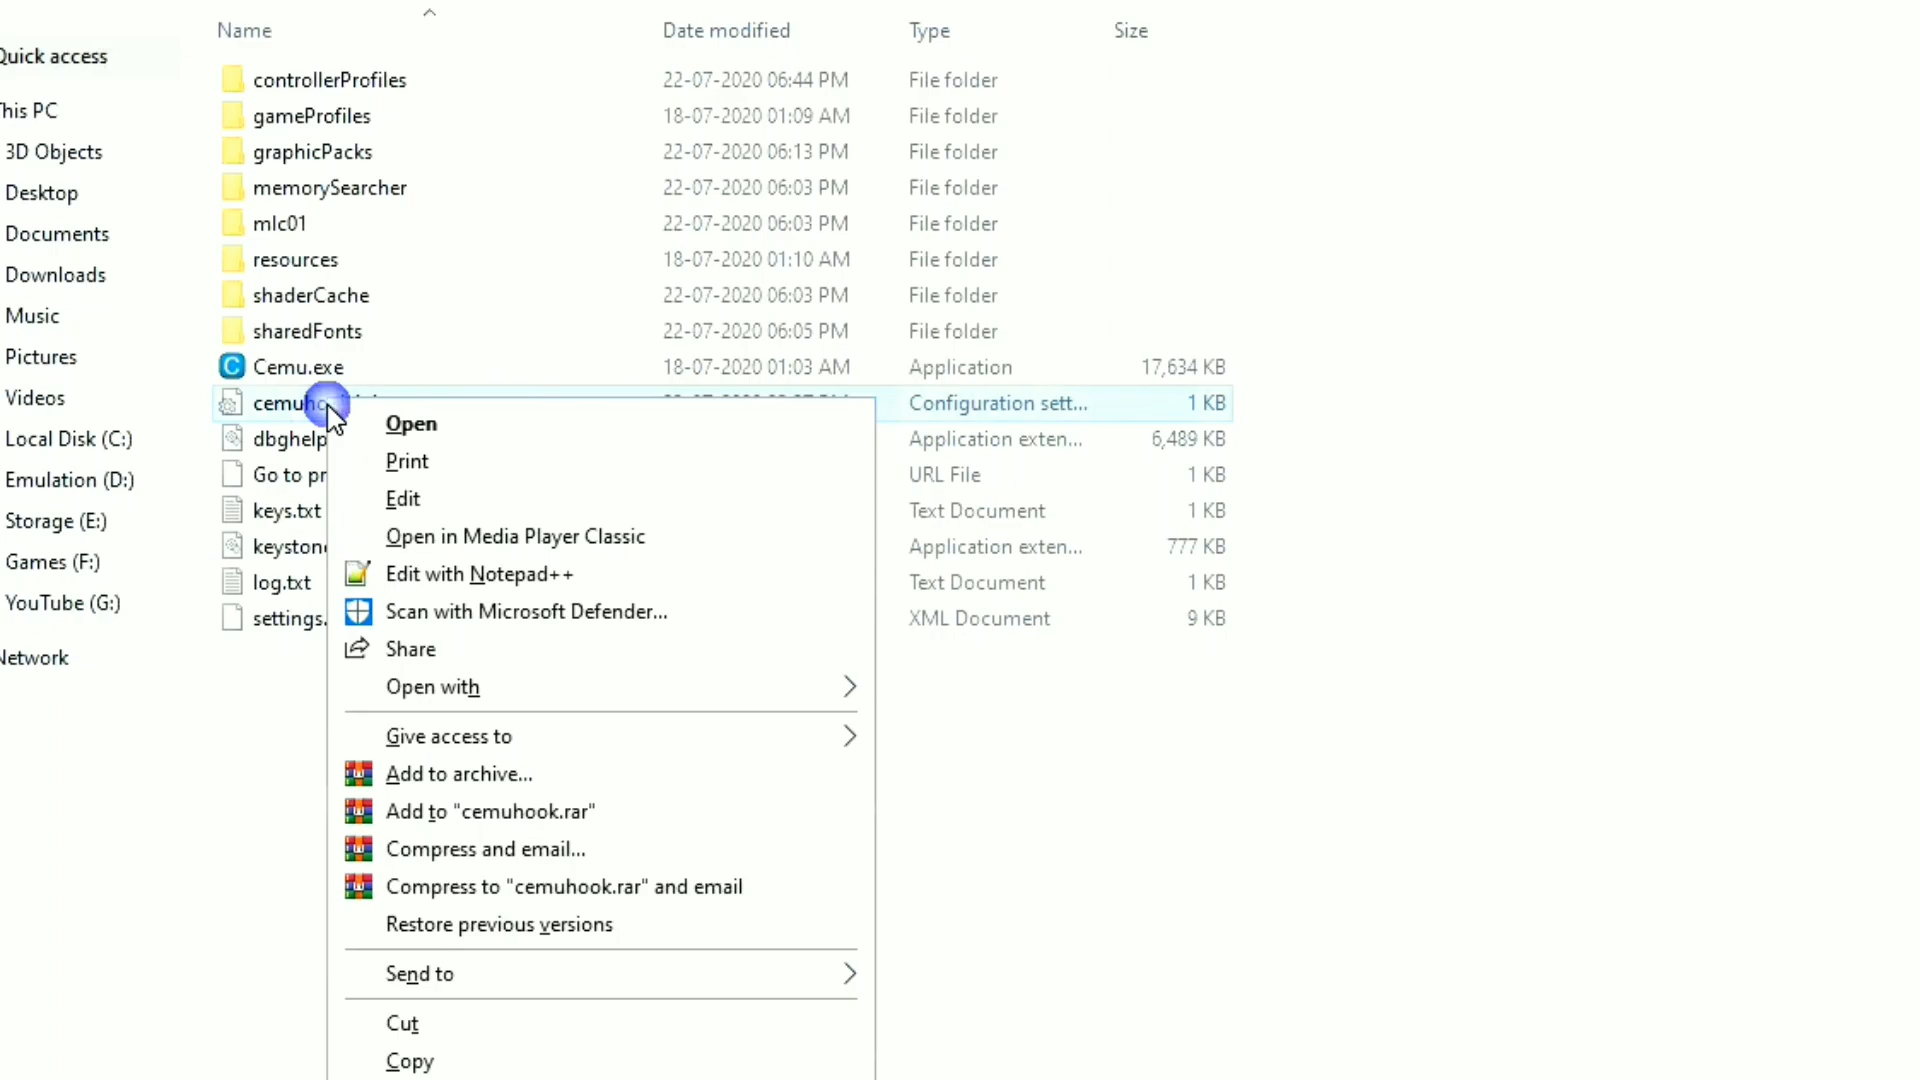 Name Date modified Type Size
Quick access
This PC
3D Objects
Desktop
Documents
Downloads
Music
Pictures
Videos
Local Disk (C:)
Emulation (D:)
Storage (E:)
Games (F:)
YouTube (G:)
Network
controllerProfiles 22-07-2020 06:44 PM File folder
gameProfiles 18-07-2020 01:09 AM File folder
graphicPacks 22-07-2020 06:13 PM File folder
memorySearcher 22-07-2020 06:03 PM File folder
mlc01 22-07-2020 06:03 PM File folder
resources 18-07-2020 01:10 AM File folder
shaderCache 22-07-2020 06:03 PM File folder
sharedFonts 22-07-2020 06:05 PM File folder
Cemu.exe 18-07-2020 01:03 AM Application 17,634 KB
Configuration sett... 1 KB
dbghelp Application exten... 6,489 KB
Go to pr URL File 1 KB
keys.txt Text Document 1 KB
keyston Application exten... 777 KB
log.txt Text Document 1 KB
settings. XML Document 9 KB
Open
Print
Edit
Open in Media Player Classic
Edit with Notepad++
Scan with Microsoft Defender...
Share
Open with
Give access to
Add to archive...
Add to "cemuhook.rar"
Compress and email...
Compress to "cemuhook.rar" and email
Restore previous versions
Send to
Cut
Copy